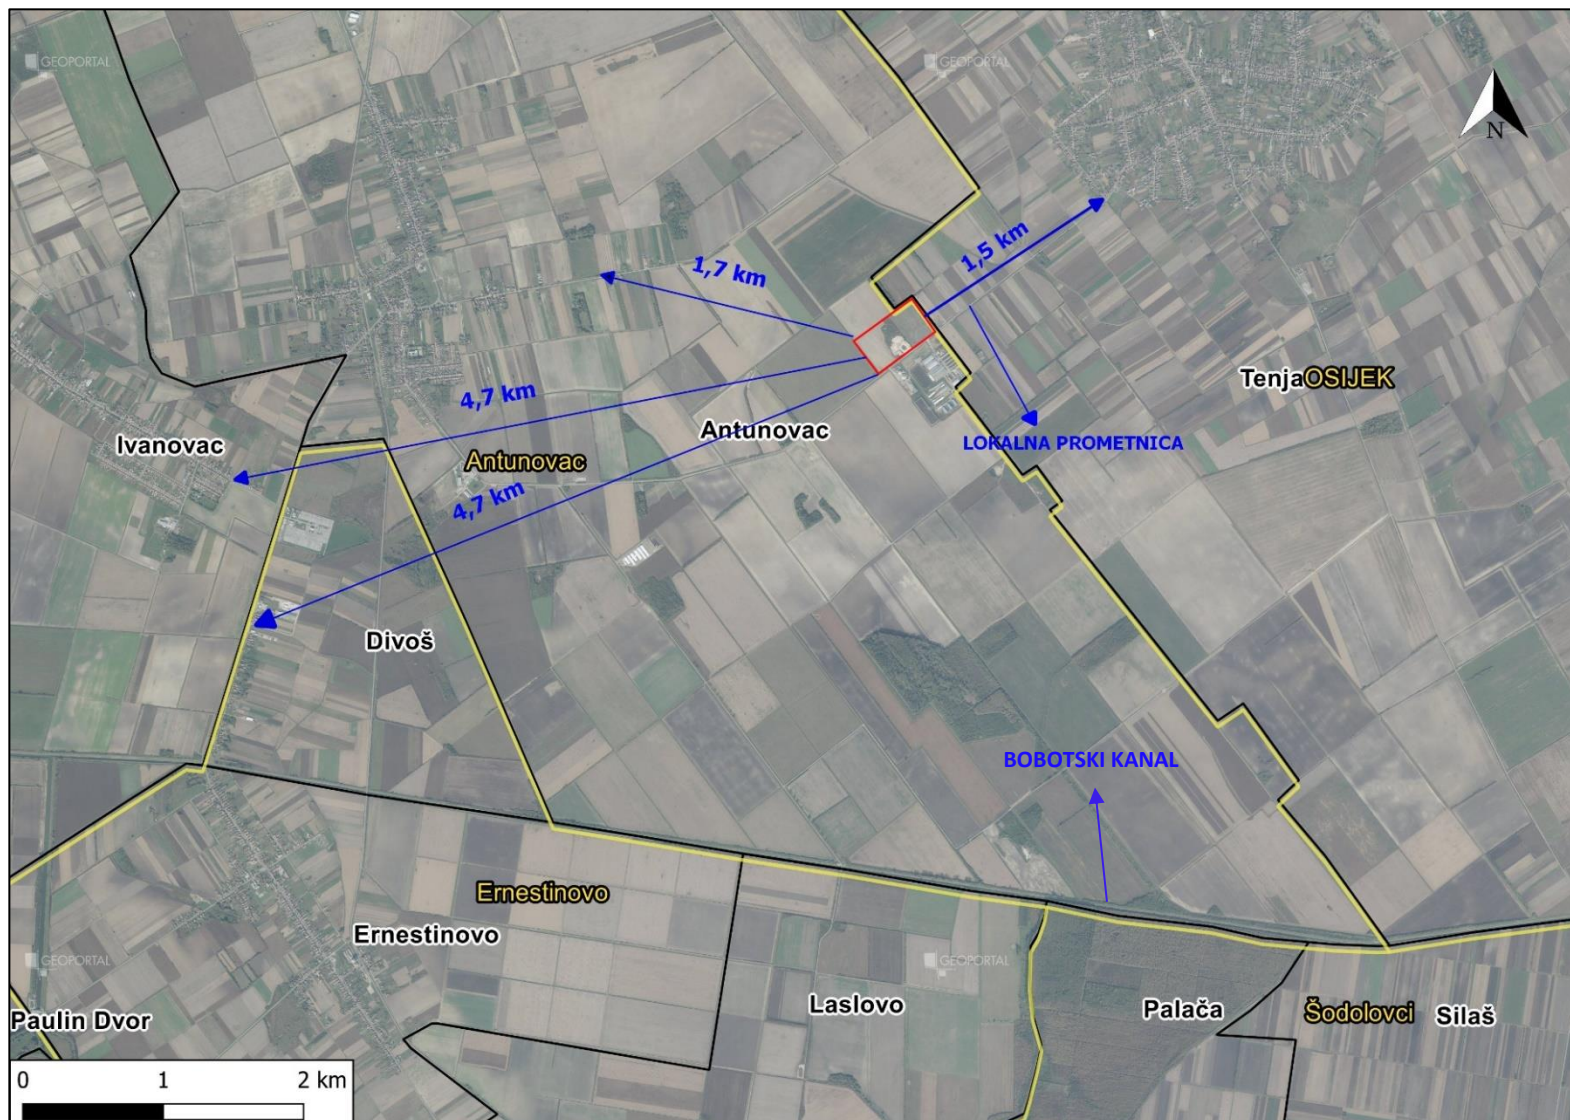 GEOPORTAL
GEOPORTAL
N
1,5 km
1,7 km
TenjaOSIJEK
4,7 km
Ivanovac
Antunovac
LOKALNA PROMETNICA
Antunovac
4,7 km
Divoš
BOBOTSKI KANAL
Ernestinovo
Ernestinovo
GEOPORTAL
GEOPORTAL
Laslovo
Palača
Šodolovci
Silaš
Paulin Dvor
0 1 2 km